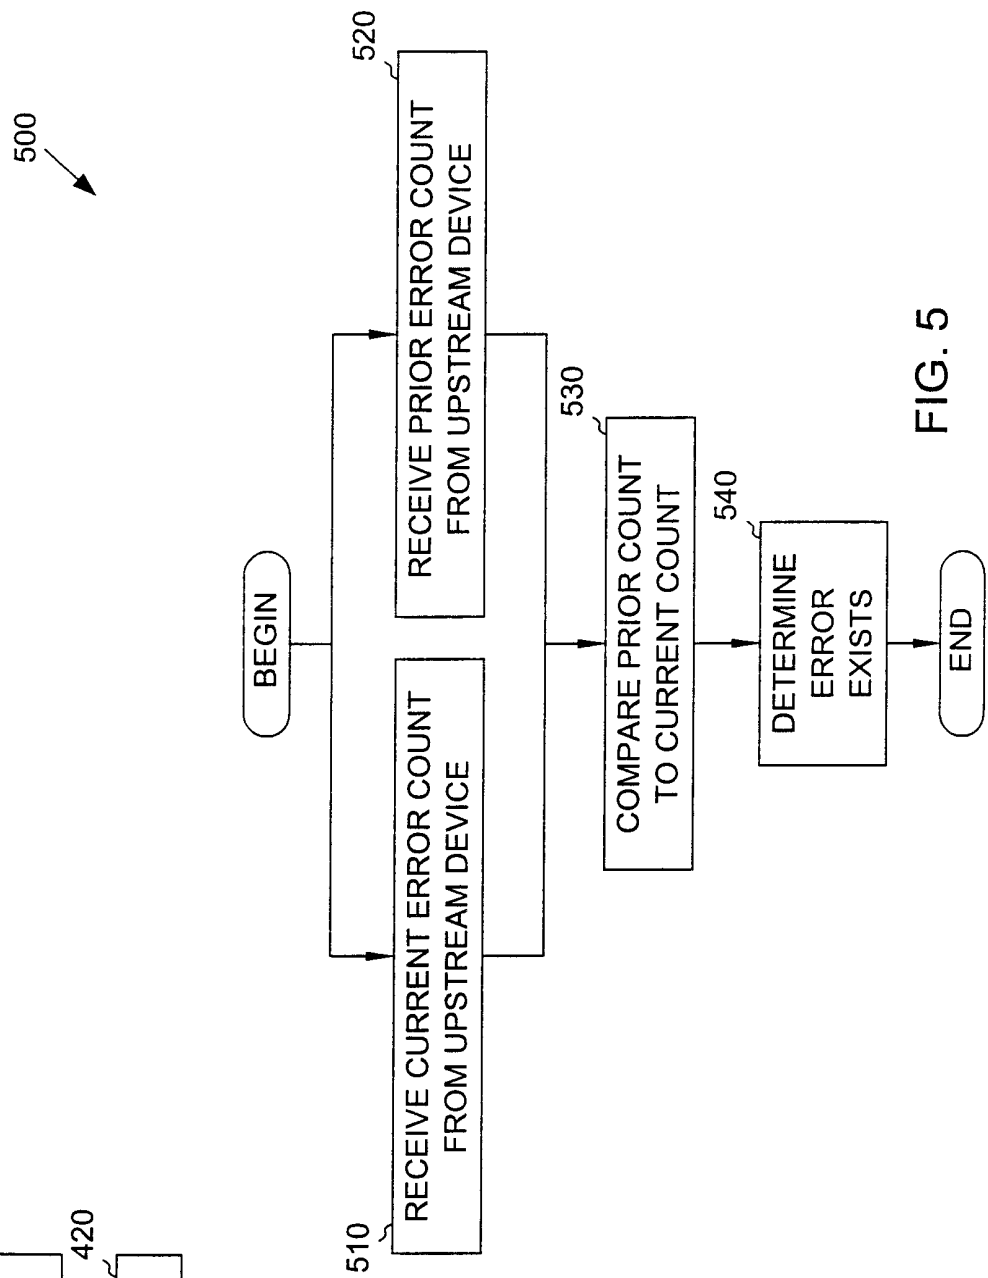 500
BEGIN
510
RECEIVE CURRENT ERROR COUNT
FROM UPSTREAM DEVICE
520
RECEIVE PRIOR ERROR COUNT
FROM UPSTREAM DEVICE
530
COMPARE PRIOR COUNT
TO CURRENT COUNT
540
DETERMINE
ERROR
EXISTS
END
FIG. 5
420